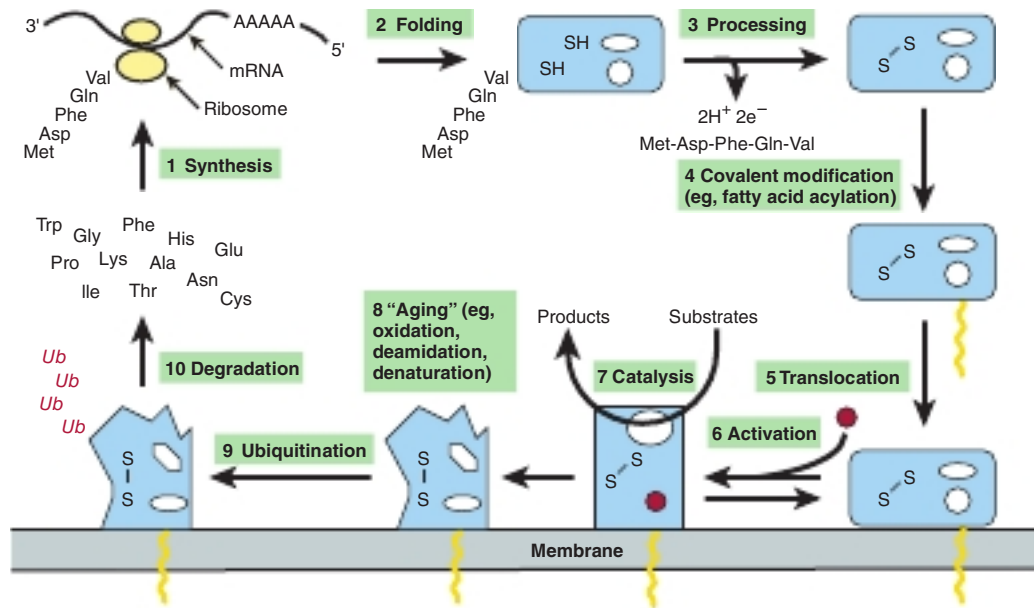 3'
AAAAA
5'
mRNA
Ribosome
Val
Gln
Phe
Asp
Met
1 Synthesis
2 Folding
Val
Gln
Phe
Asp
Met
SH
SH
3 Processing
2H⁺ 2e⁻
Met-Asp-Phe-Gln-Val
S
S
4 Covalent modification
(eg, fatty acid acylation)
S
S
5 Translocation
6 Activation
S
S
Substrates
Products
7 Catalysis
S
S
8 “Aging” (eg,
oxidation,
deamidation,
denaturation)
S
S
9 Ubiquitination
S
S
Ub
Ub
Ub
Ub
10 Degradation
Trp
Gly
Phe
His
Glu
Pro
Lys
Ala
Asn
Ile
Thr
Cys
Membrane